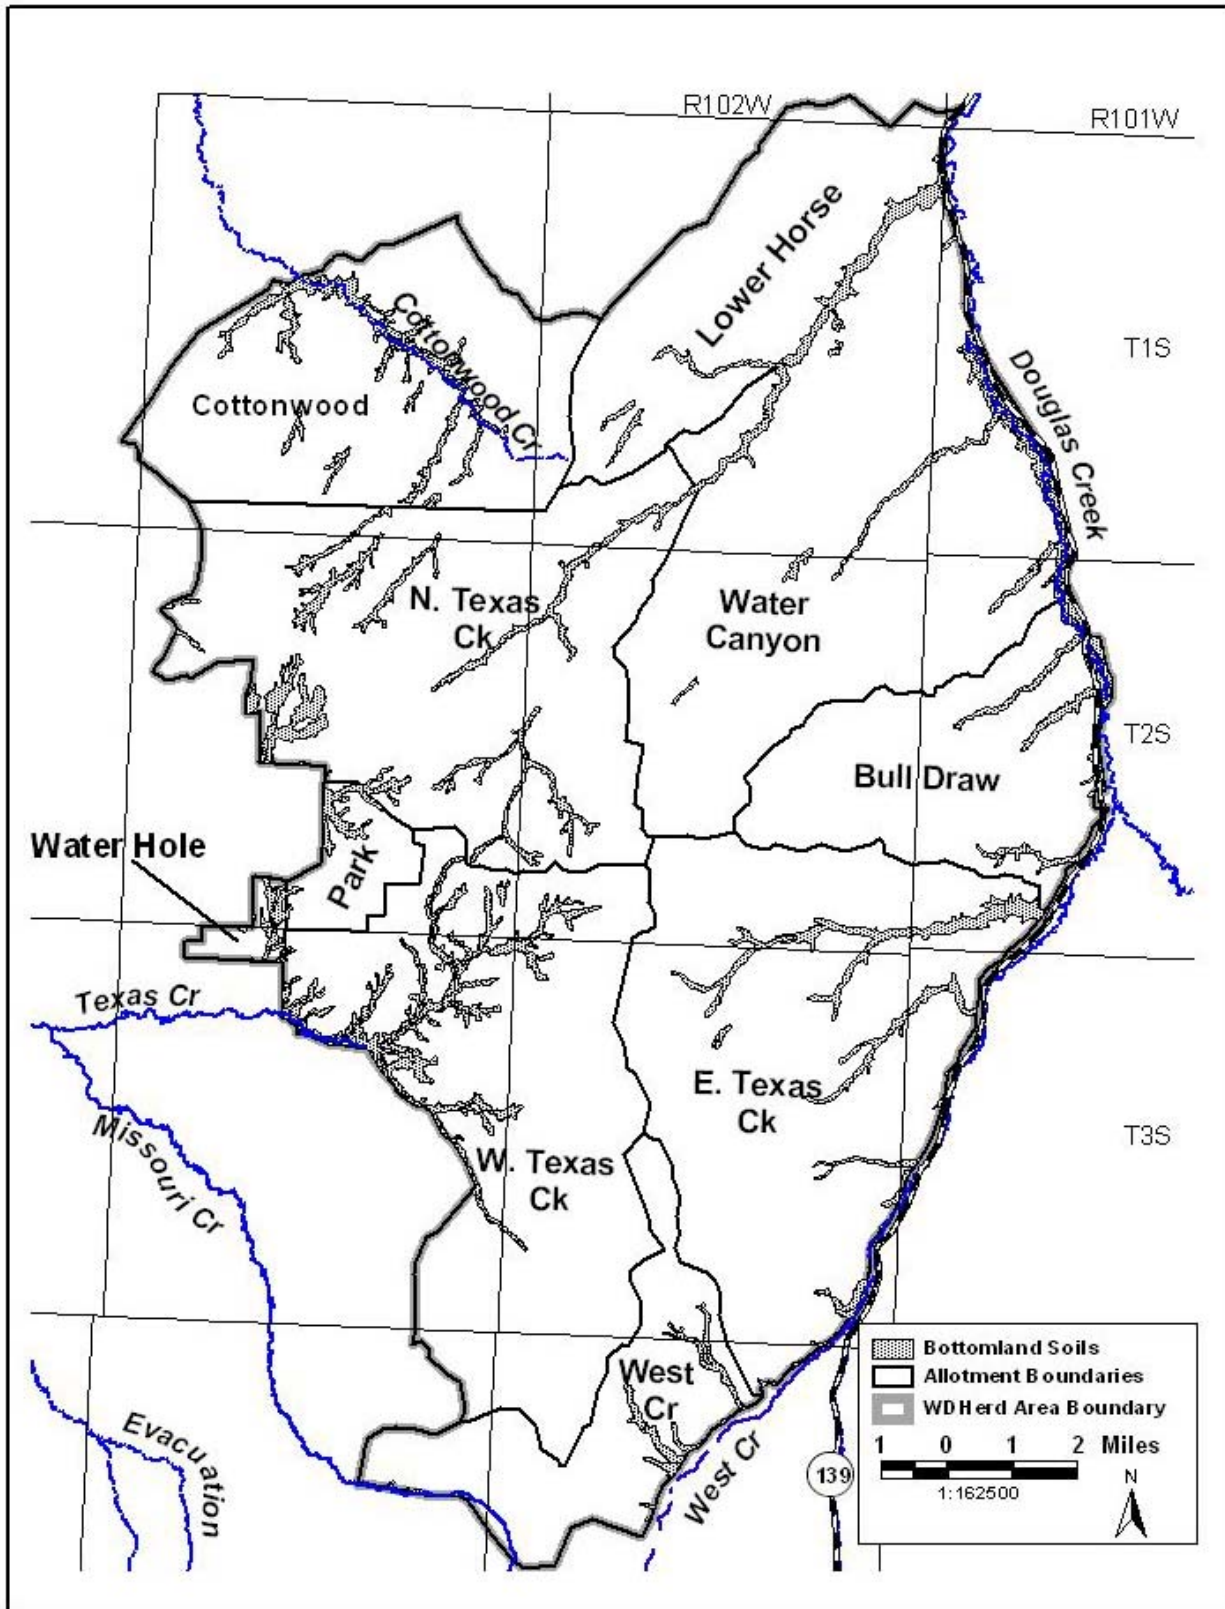 R102W
R101W
Lower Horse
T1S
Cottonwood Cr
Cottonwood
Douglas Creek
N. Texas
Ck
Water
Canyon
T2S
Bull Draw
Water Hole
Park
Texas Cr
E. Texas
Ck
Missouri Cr
T3S
W. Texas
Ck
West
Cr
Evacuation
West Cr
139
Bottomland Soils
Allotment Boundaries
WDHerd Area Boundary
1 0 1 2 Miles
1:162500
N